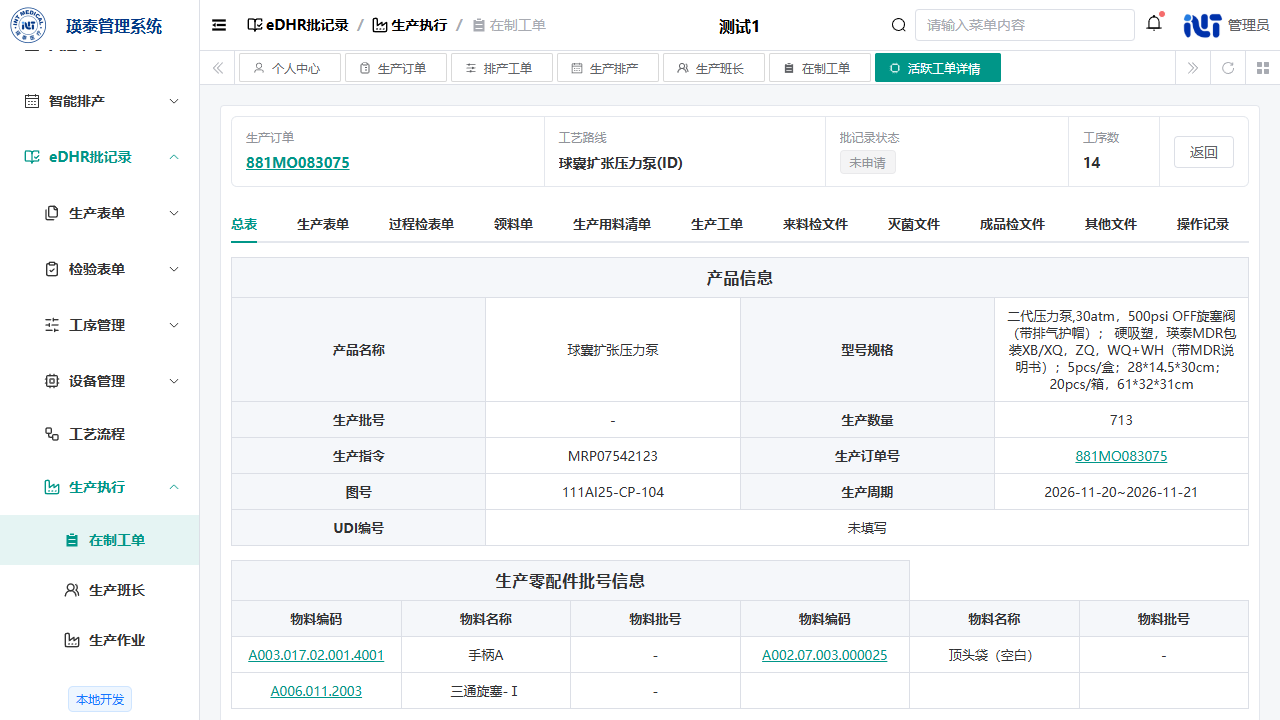 瑛泰管理系统
eDHR批记录 / 生产执行 / 在制工单
测试1
请输入菜单内容
管理员
个人中心
生产订单
排产工单
生产排产
生产班长
在制工单
活跃工单详情
智能排产
eDHR批记录
生产表单
检验表单
工序管理
设备管理
工艺流程
生产执行
在制工单
生产班长
生产作业
本地开发
生产订单
881MO083075
工艺路线
球囊扩张压力泵(ID)
批记录状态
未申请
工序数
14
返回
总表 生产表单 过程检表单 领料单 生产用料清单 生产工单 来料检文件 灭菌文件 成品检文件 其他文件 操作记录
产品信息
产品名称 球囊扩张压力泵 型号规格
二代压力泵,30atm，500psi OFF旋塞阀
（带排气护帽）； 硬吸塑，瑛泰MDR包
装XB/XQ，ZQ，WQ+WH（带MDR说
明书）；5pcs/盒；28*14.5*30cm；
20pcs/箱，61*32*31cm
生产批号 - 生产数量 713
生产指令 MRP07542123 生产订单号 881MO083075
图号 111AI25-CP-104 生产周期 2026-11-20~2026-11-21
UDI编号 未填写
生产零配件批号信息
物料编码 物料名称 物料批号 物料编码 物料名称 物料批号
A003.017.02.001.4001 手柄A - A002.07.003.000025 顶头袋（空白） -
A006.011.2003 三通旋塞-Ⅰ -